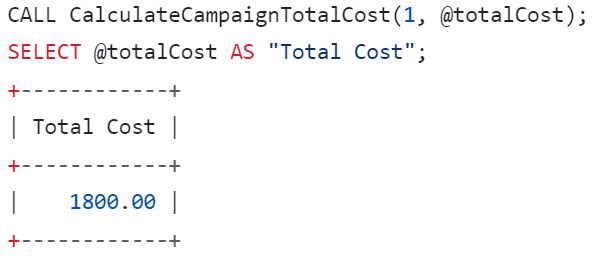 CALL CalculateCampaignTotalCost(1, @totalCost);
SELECT @totalCost AS "Total Cost";
+------------+
| Total Cost |
+------------+
|    1800.00 |
+------------+